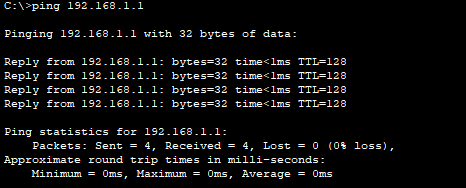 C:\>ping 192.168.1.1
Pinging 192.168.1.1 with 32 bytes of data:
Reply from 192.168.1.1: bytes=32 time<1ms TTL=128
Reply from 192.168.1.1: bytes=32 time<1ms TTL=128
Reply from 192.168.1.1: bytes=32 time<1ms TTL=128
Reply from 192.168.1.1: bytes=32 time<1ms TTL=128
Ping statistics for 192.168.1.1:
    Packets: Sent = 4, Received = 4, Lost = 0 (0% loss),
Approximate round trip times in milli-seconds:
    Minimum = 0ms, Maximum = 0ms, Average = 0ms